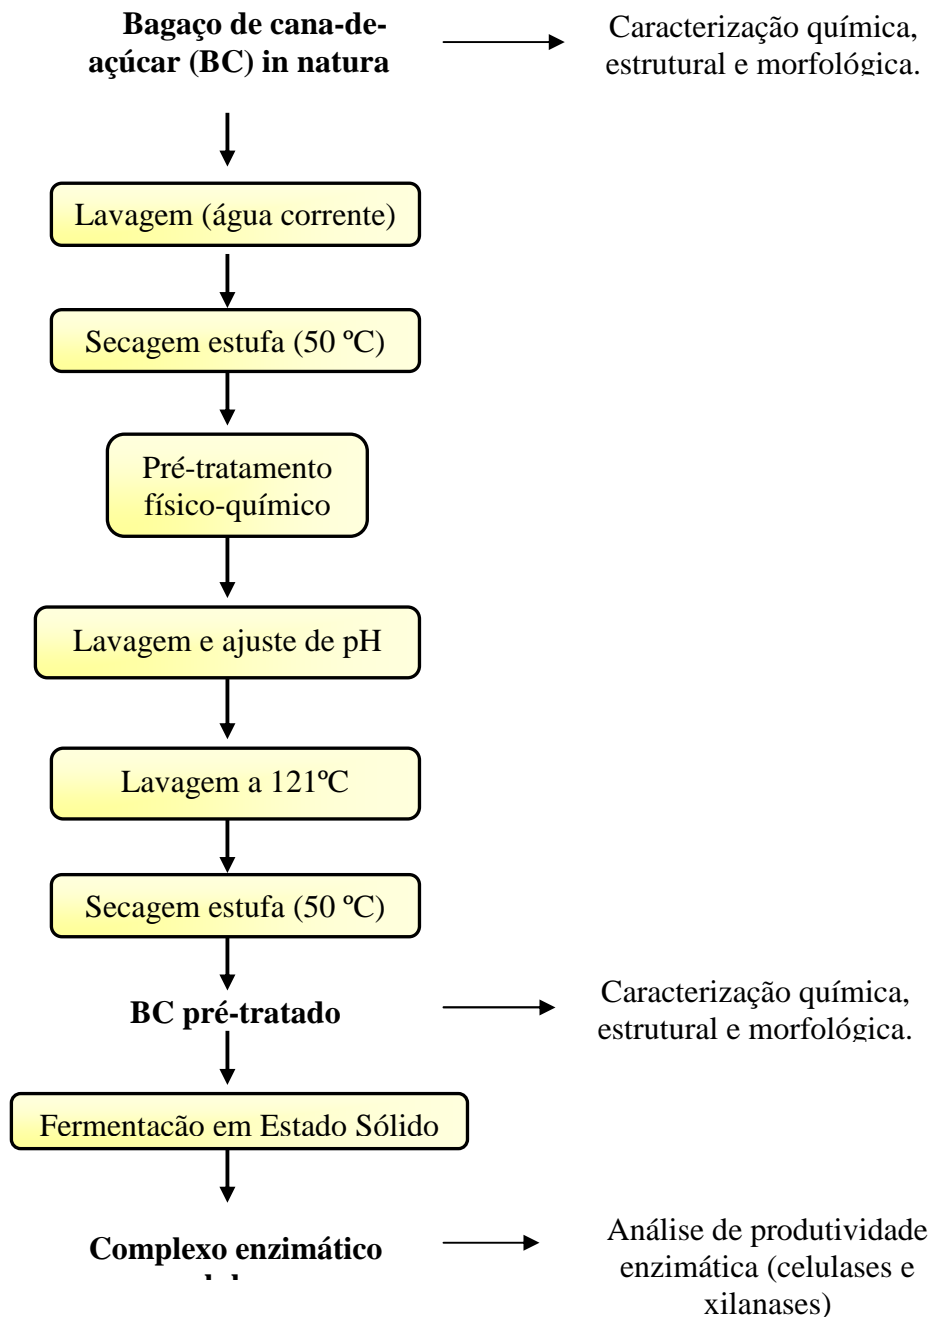 Bagaço de cana-de-
açúcar (BC) in natura
Caracterização química,
estrutural e morfológica.
Lavagem (água corrente)
Secagem estufa (50 ºC)
Pré-tratamento
físico-químico
Lavagem e ajuste de pH
Lavagem a 121ºC
Secagem estufa (50 ºC)
BC pré-tratado
Caracterização química,
estrutural e morfológica.
Fermentacão em Estado Sólido
Complexo enzimático
Análise de produtividade
enzimática (celulases e
xilanases)